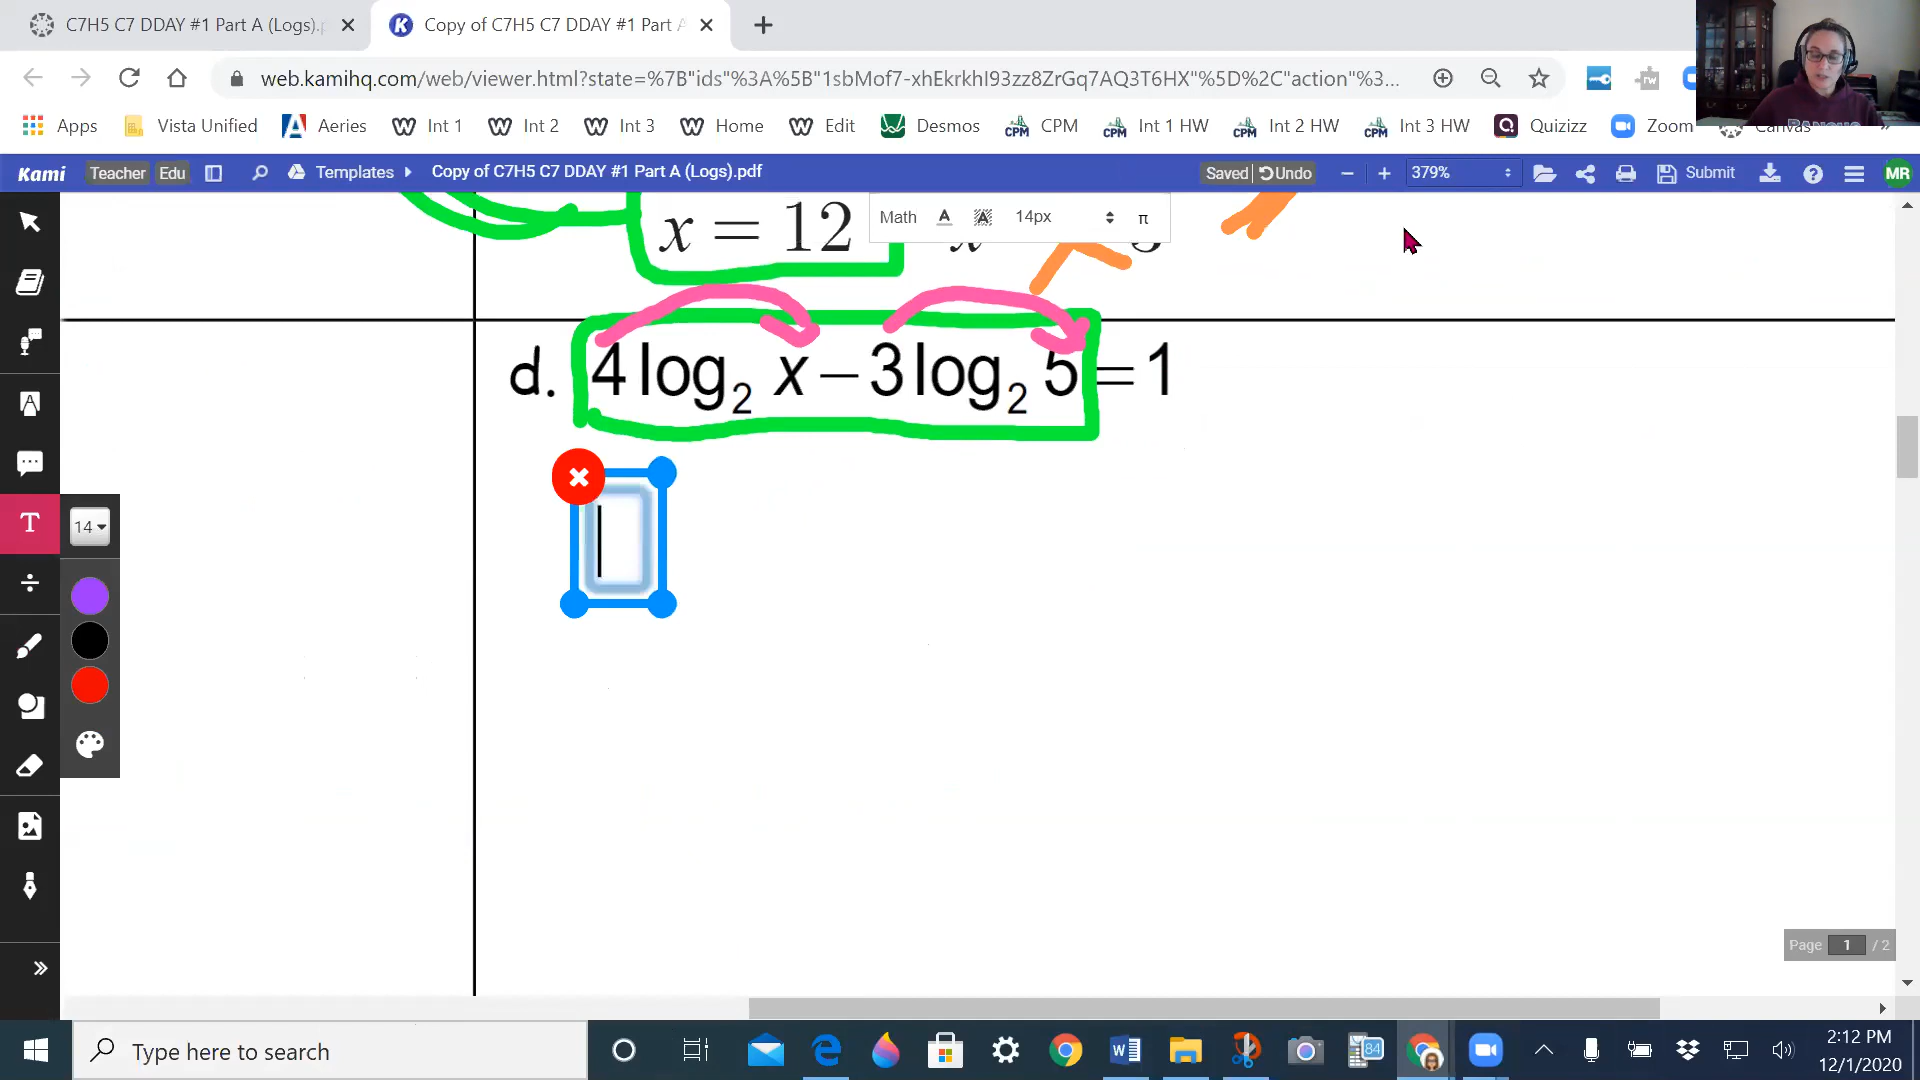 C7H5 C7 DDAY #1 Part A (Logs).p
Copy of C7H5 C7 DDAY #1 Part A
web.kamihq.com/web/viewer.html?state=%7B"ids"%3A%5B"1sbMof7-xhEkrkhI93zz8ZrGq7AQ3T6HX"%5D%2C"action"%3...
Apps Vista Unified Aeries Int 1 Int 2 Int 3 Home Edit Desmos CPM Int 1 HW Int 2 HW Int 3 HW Quizizz Zoom Canvas
Kami Teacher Edu Templates Copy of C7H5 C7 DDAY #1 Part A (Logs).pdf Saved Undo 379% Submit MR
Math A 14px π
x = 12
d. 4 log₂ x – 3 log₂ 5 = 1
T 14
Page 1 / 2
Type here to search
84
2:12 PM
12/1/2020